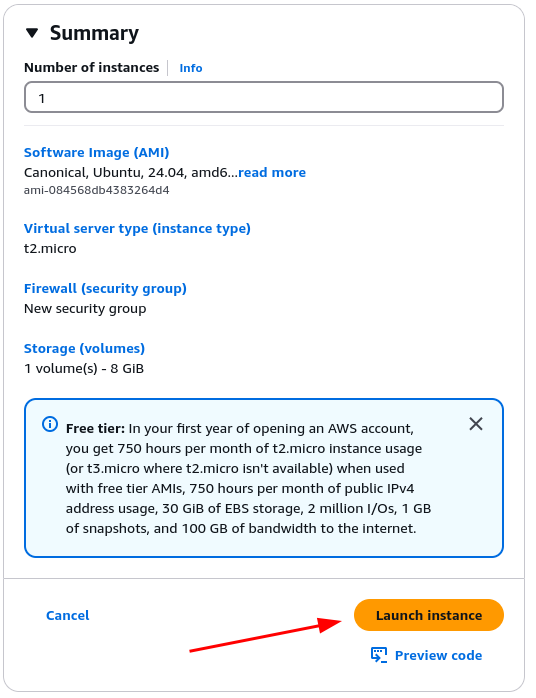 Summary
Number of instances Info
1
Software Image (AMI)
Canonical, Ubuntu, 24.04, amd6...read more
ami-084568db4383264d4
Virtual server type (instance type)
t2.micro
Firewall (security group)
New security group
Storage (volumes)
1 volume(s) - 8 GiB
Free tier: In your first year of opening an AWS account,
you get 750 hours per month of t2.micro instance usage
(or t3.micro where t2.micro isn't available) when used
with free tier AMIs, 750 hours per month of public IPv4
address usage, 30 GiB of EBS storage, 2 million I/Os, 1 GB
of snapshots, and 100 GB of bandwidth to the internet.
Cancel
Launch instance
Preview code